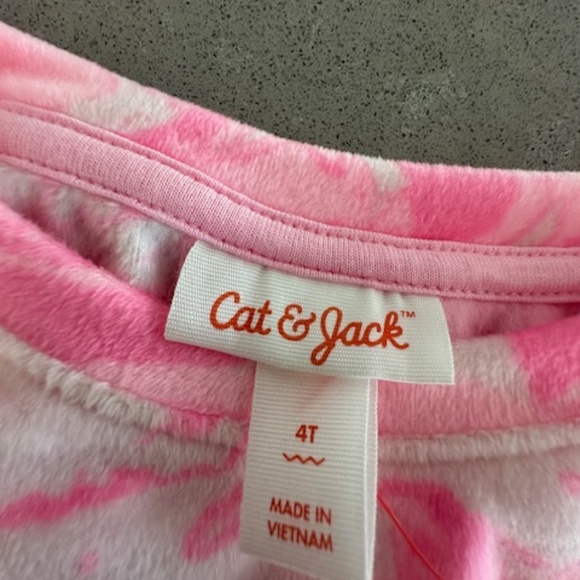 Cat & Jack™
4T
MADE IN
VIETNAM